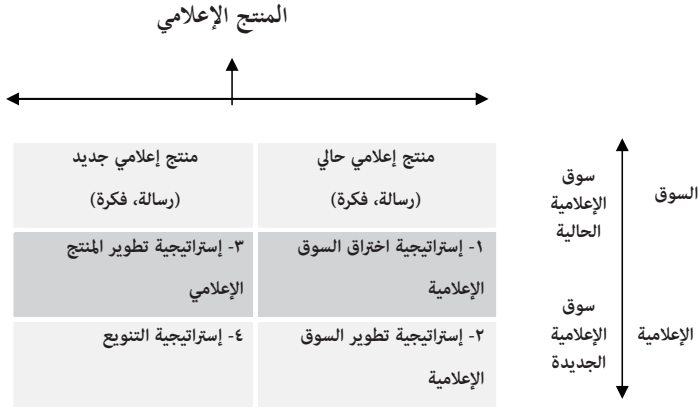 المنتج الإعلامي
منتج إعلامي حالي
(رسالة، فكرة)
منتج إعلامي جديد
(رسالة، فكرة)
السوق
سوق
الإعلامية
الحالية
١- إستراتيجية اختراق السوق
الإعلامية
٣- إستراتيجية تطوير المنتج
الإعلامي
الإعلامية
سوق
الإعلامية
الجديدة
٢- إستراتيجية تطوير السوق
الإعلامية
٤- إستراتيجية التنويع